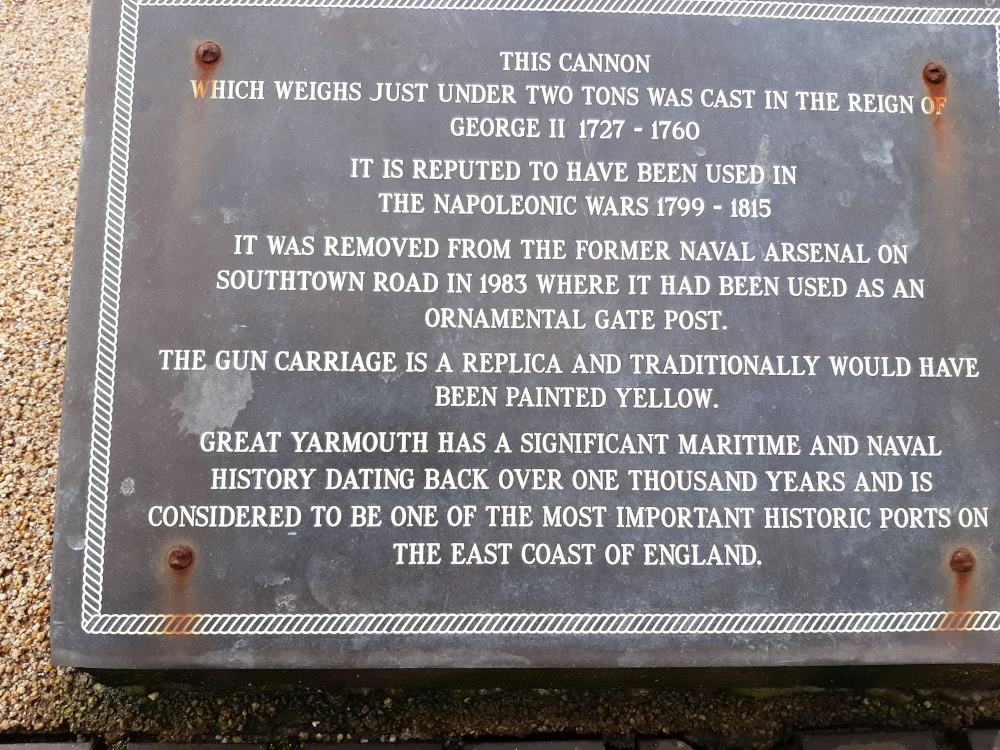 THIS CANNON
WHICH WEIGHS JUST UNDER TWO TONS WAS CAST IN THE REIGN OF
GEORGE II 1727 - 1760
IT IS REPUTED TO HAVE BEEN USED IN
THE NAPOLEONIC WARS 1799 - 1815
IT WAS REMOVED FROM THE FORMER NAVAL ARSENAL ON
SOUTHTOWN ROAD IN 1983 WHERE IT HAD BEEN USED AS AN
ORNAMENTAL GATE POST.
THE GUN CARRIAGE IS A REPLICA AND TRADITIONALLY WOULD HAVE
BEEN PAINTED YELLOW.
GREAT YARMOUTH HAS A SIGNIFICANT MARITIME AND NAVAL
HISTORY DATING BACK OVER ONE THOUSAND YEARS AND IS
CONSIDERED TO BE ONE OF THE MOST IMPORTANT HISTORIC PORTS ON
THE EAST COAST OF ENGLAND.